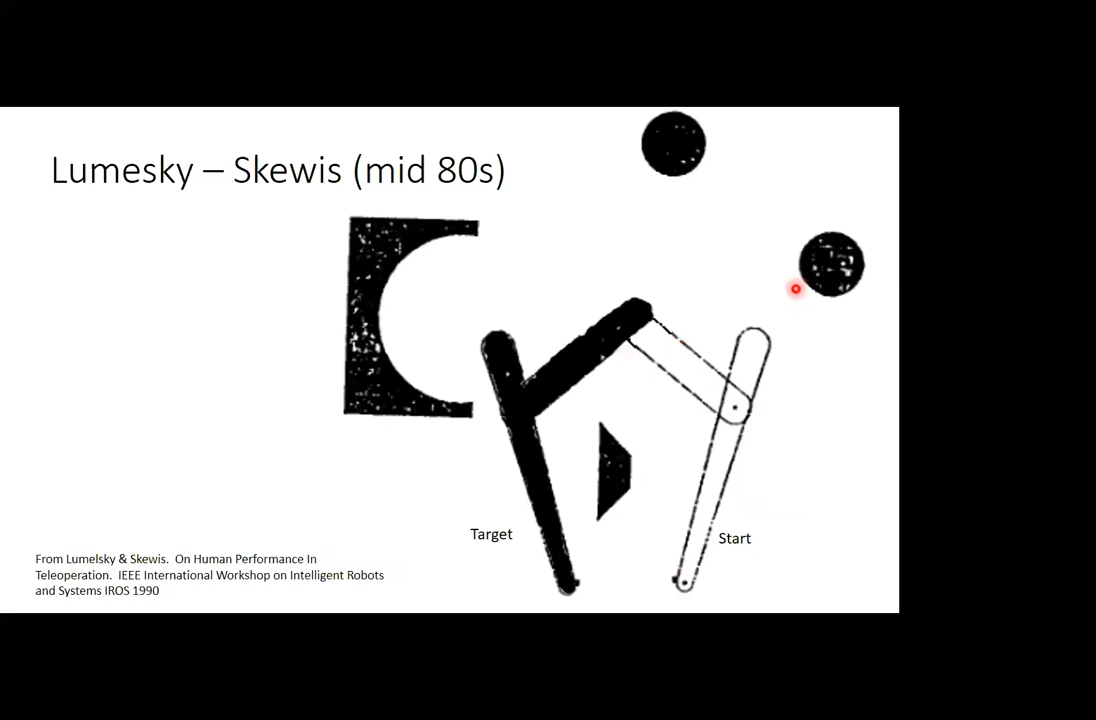 Lumesky – Skewis (mid 80s)
Target
Start
From Lumelsky & Skewis. On Human Performance In
Teleoperation. IEEE International Workshop on Intelligent Robots
and Systems IROS 1990